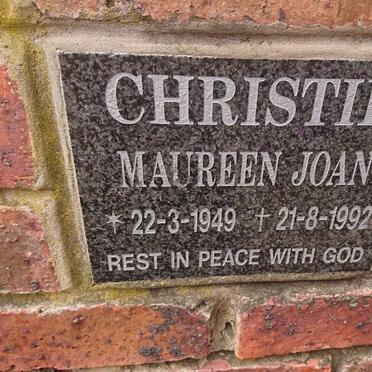 CHRISTI
MAUREEN JOAN
* 22-3-1949 † 21-8-1992
REST IN PEACE WITH GOD